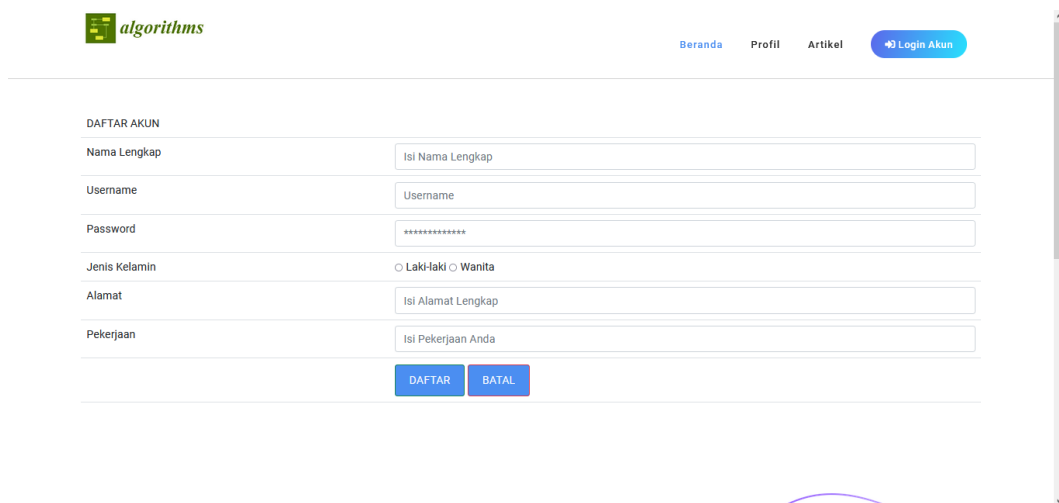 algorithms
Beranda Profil Artikel Login Akun
DAFTAR AKUN
Nama Lengkap Isi Nama Lengkap
Username Username
Password *************
Jenis Kelamin Laki-laki Wanita
Alamat Isi Alamat Lengkap
Pekerjaan Isi Pekerjaan Anda
DAFTAR BATAL